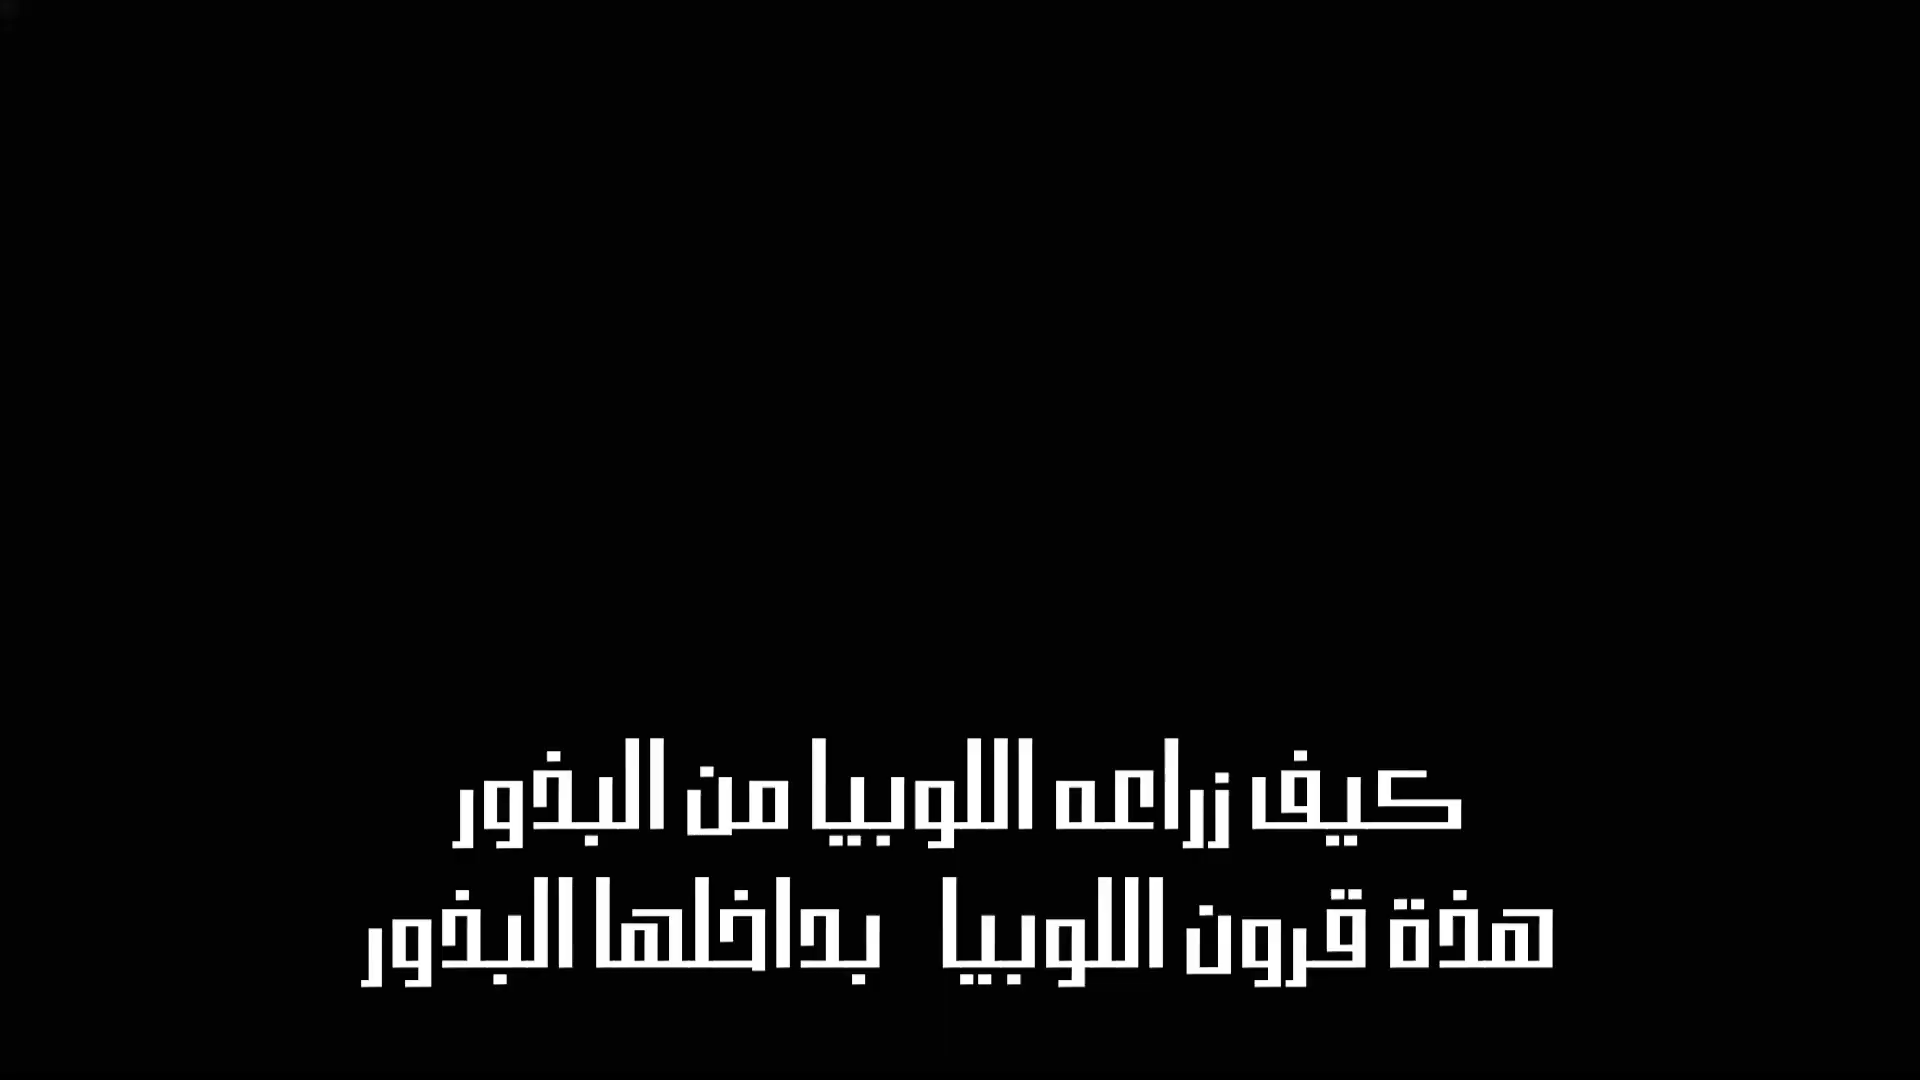 كيف زراعه اللوبيا من البذور
هذة قرون اللوبيا بداخلها البذور